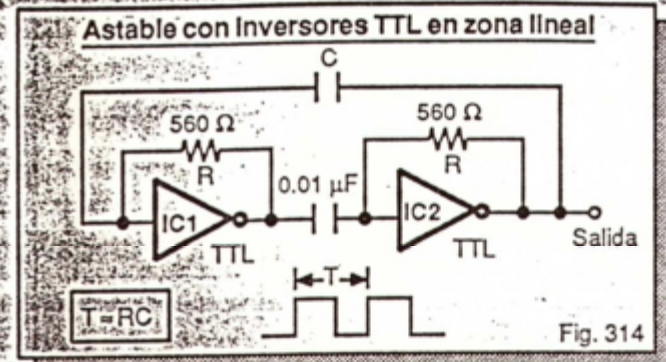 Astable con Inversores TTL en zona lineal
C
560 Ω
560 Ω
R
R
0.01 µF
IC1
IC2
TTL
TTL
Salida
T
T=RC
Fig. 314